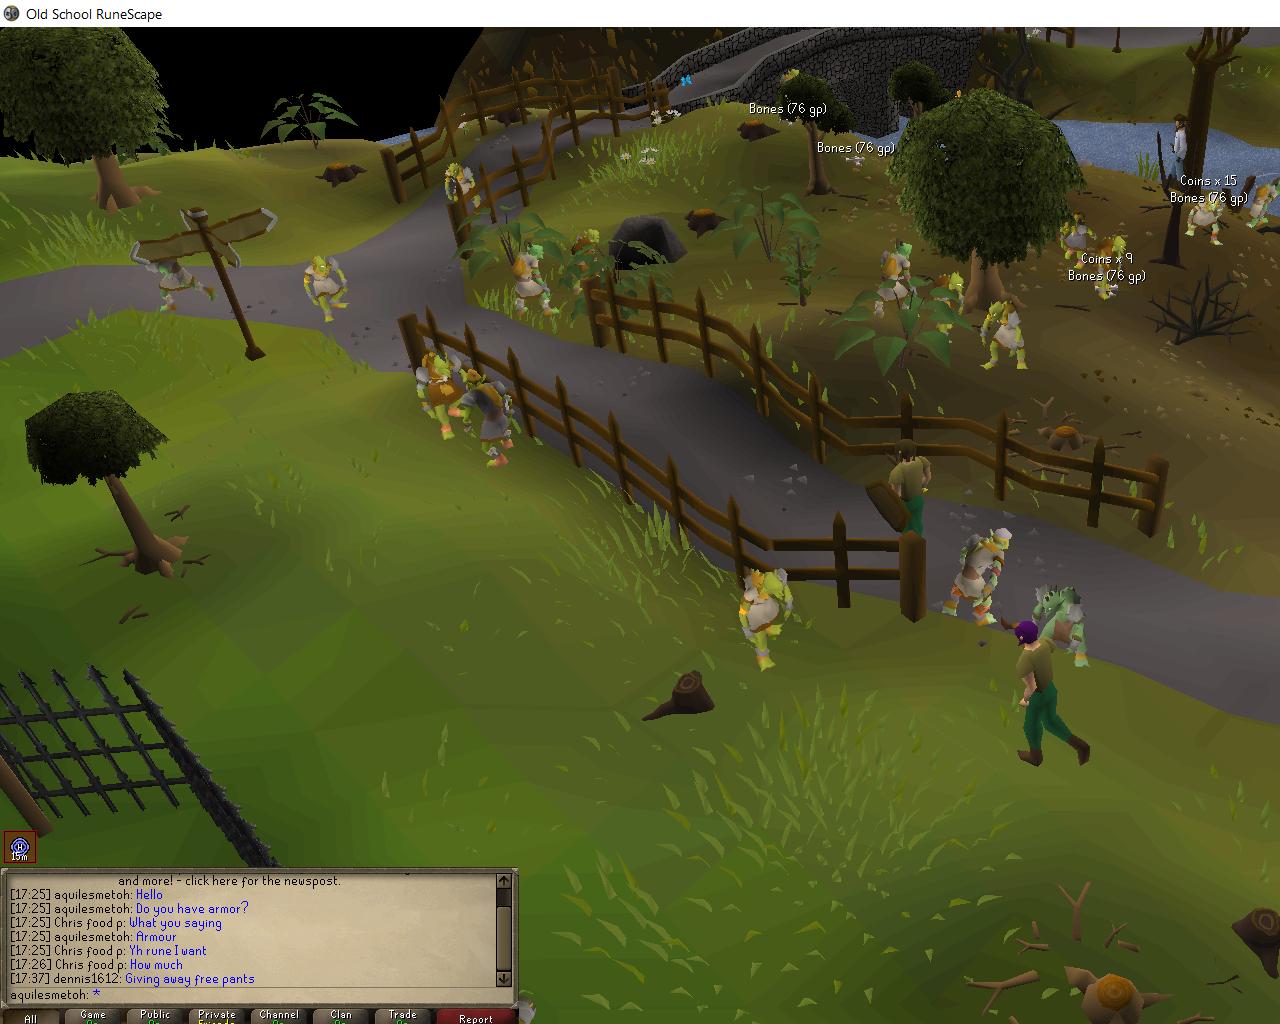 Old School RuneScape
Bones (76 gp)
Bones (76 gp)
Coins x 15
Bones (76 gp)
Coins x 9
Bones (76 gp)
15m
and more! - click here for the newspost.
[17:25] aquilesmetoh: Hello
[17:25] aquilesmetoh: Do you have armor?
[17:25] Chris food p: What you saying
[17:25] aquilesmetoh: Armour
[17:25] Chris food p: Yh rune I want
[17:26] Chris food p: How much
[17:37] dennis1612: Giving away free pants
aquilesmetoh: *
All Game Public Private Channel Clan Trade Report